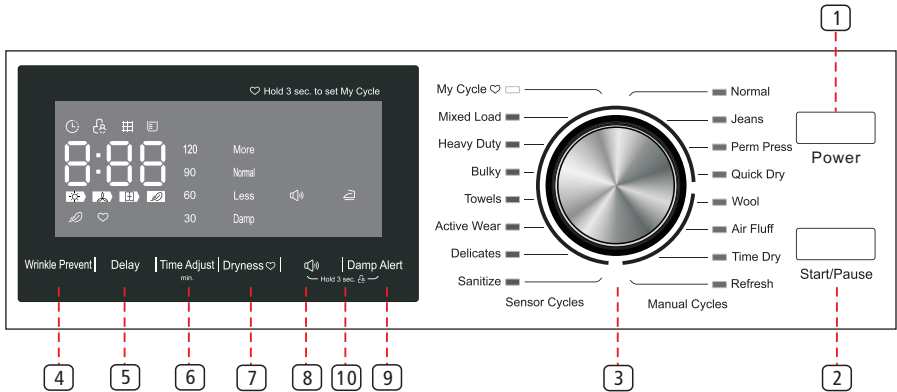 1
♡ Hold 3 sec. to set My Cycle
8:88
120 More
90 Normal
60 Less
30 Damp
Wrinkle Prevent
Delay
Time Adjust
min.
Dryness ♡
Damp Alert
Hold 3 sec.
My Cycle ♡
Mixed Load
Heavy Duty
Bulky
Towels
Active Wear
Delicates
Sanitize
Sensor Cycles
Normal
Jeans
Perm Press
Quick Dry
Wool
Air Fluff
Time Dry
Refresh
Manual Cycles
Power
Start/Pause
4
5
6
7
8
10
9
3
2